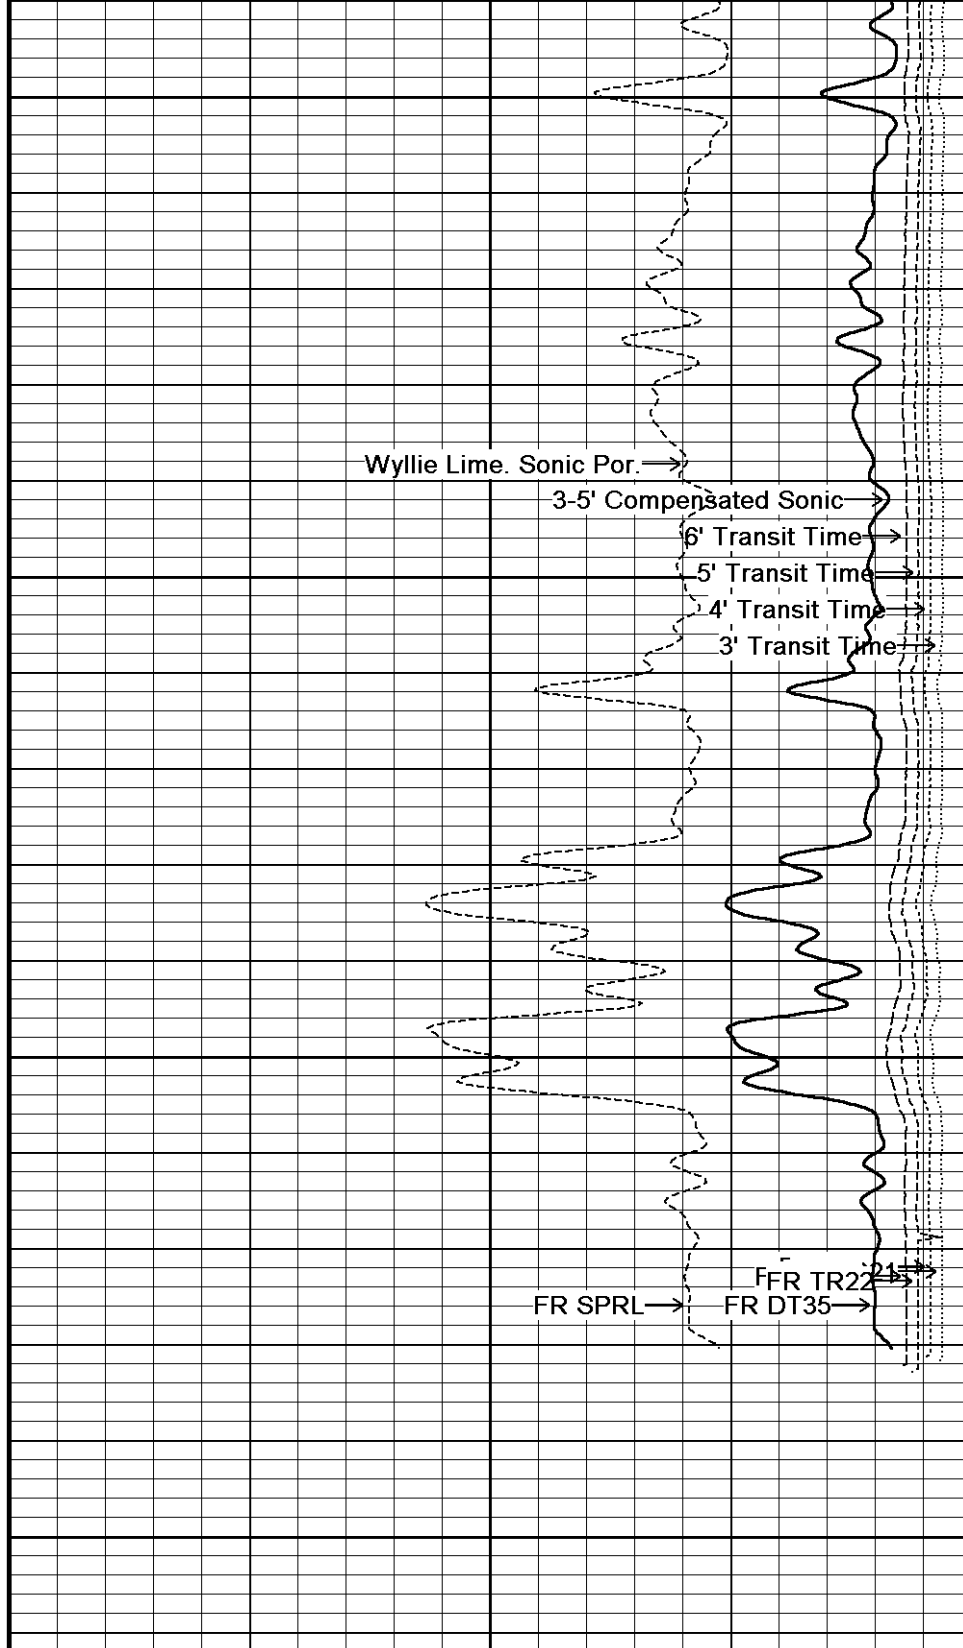 Wyllie Lime. Sonic Por.
3-5' Compensated Sonic
6' Transit Time
5' Transit Time
4' Transit Time
3' Transit Time
21
FR TR22
FR SPRL
FR DT35